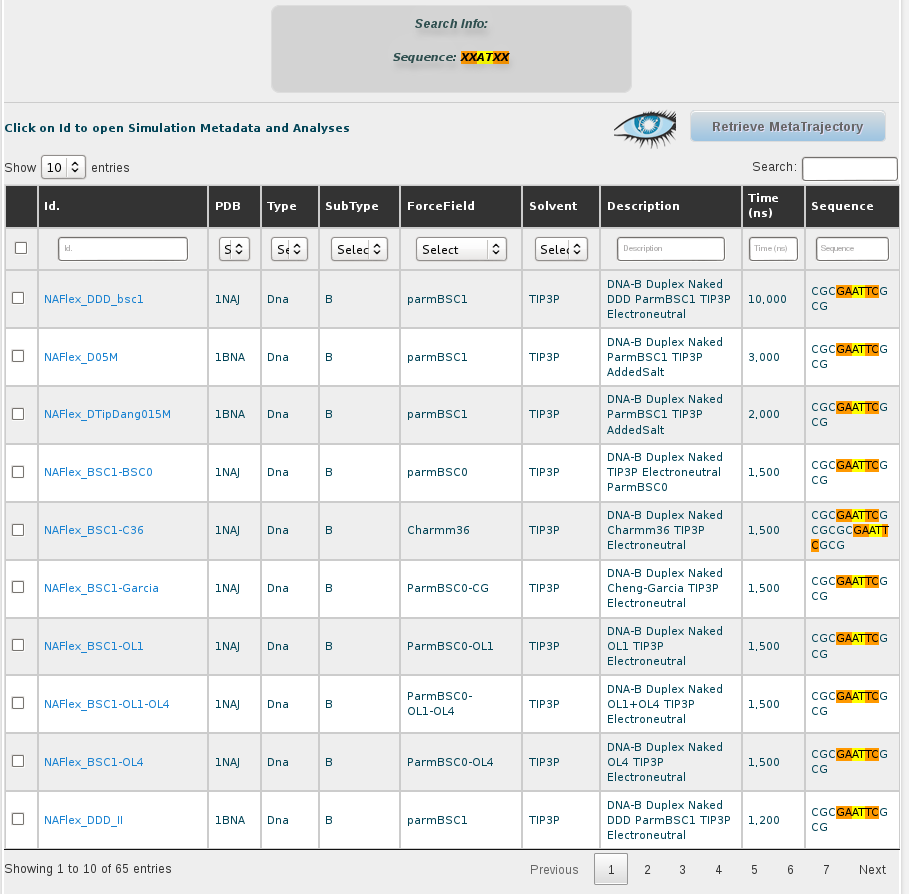 Search Info:
Sequence: XXATXX
Click on Id to open Simulation Metadata and Analyses
Retrieve MetaTrajectory
Show 10 entries
Search:
Id. PDB Type SubType ForceField Solvent Description Time (ns) Sequence
Id. S Se Selec Select Selec Description Time (ns) Sequence
NAFlex_DDD_bsc1 1NAJ Dna B parmBSC1 TIP3P DNA-B Duplex Naked DDD ParmBSC1 TIP3P Electroneutral 10,000 CGCGAATTCGCG
NAFlex_D05M 1BNA Dna B parmBSC1 TIP3P DNA-B Duplex Naked ParmBSC1 TIP3P AddedSalt 3,000 CGCGAATTCGCG
NAFlex_DTipDang015M 1BNA Dna B parmBSC1 TIP3P DNA-B Duplex Naked ParmBSC1 TIP3P AddedSalt 2,000 CGCGAATTCGCG
NAFlex_BSC1-BSC0 1NAJ Dna B parmBSC0 TIP3P DNA-B Duplex Naked TIP3P Electroneutral ParmBSC0 1,500 CGCGAATTCGCG
NAFlex_BSC1-C36 1NAJ Dna B Charmm36 TIP3P DNA-B Duplex Naked Charmm36 TIP3P Electroneutral 1,500 CGCGAATTCGCGCGCGAATTCGCG
NAFlex_BSC1-Garcia 1NAJ Dna B ParmBSC0-CG TIP3P DNA-B Duplex Naked Cheng-Garcia TIP3P Electroneutral 1,500 CGCGAATTCGCG
NAFlex_BSC1-OL1 1NAJ Dna B ParmBSC0-OL1 TIP3P DNA-B Duplex Naked OL1 TIP3P Electroneutral 1,500 CGCGAATTCGCG
NAFlex_BSC1-OL1-OL4 1NAJ Dna B ParmBSC0-OL1-OL4 TIP3P DNA-B Duplex Naked OL1+OL4 TIP3P Electroneutral 1,500 CGCGAATTCGCG
NAFlex_BSC1-OL4 1NAJ Dna B ParmBSC0-OL4 TIP3P DNA-B Duplex Naked OL4 TIP3P Electroneutral 1,500 CGCGAATTCGCG
NAFlex_DDD_II 1BNA Dna B parmBSC1 TIP3P DNA-B Duplex Naked DDD ParmBSC1 TIP3P Electroneutral 1,200 CGCGAATTCGCG
Showing 1 to 10 of 65 entries
Previous 1 2 3 4 5 6 7 Next